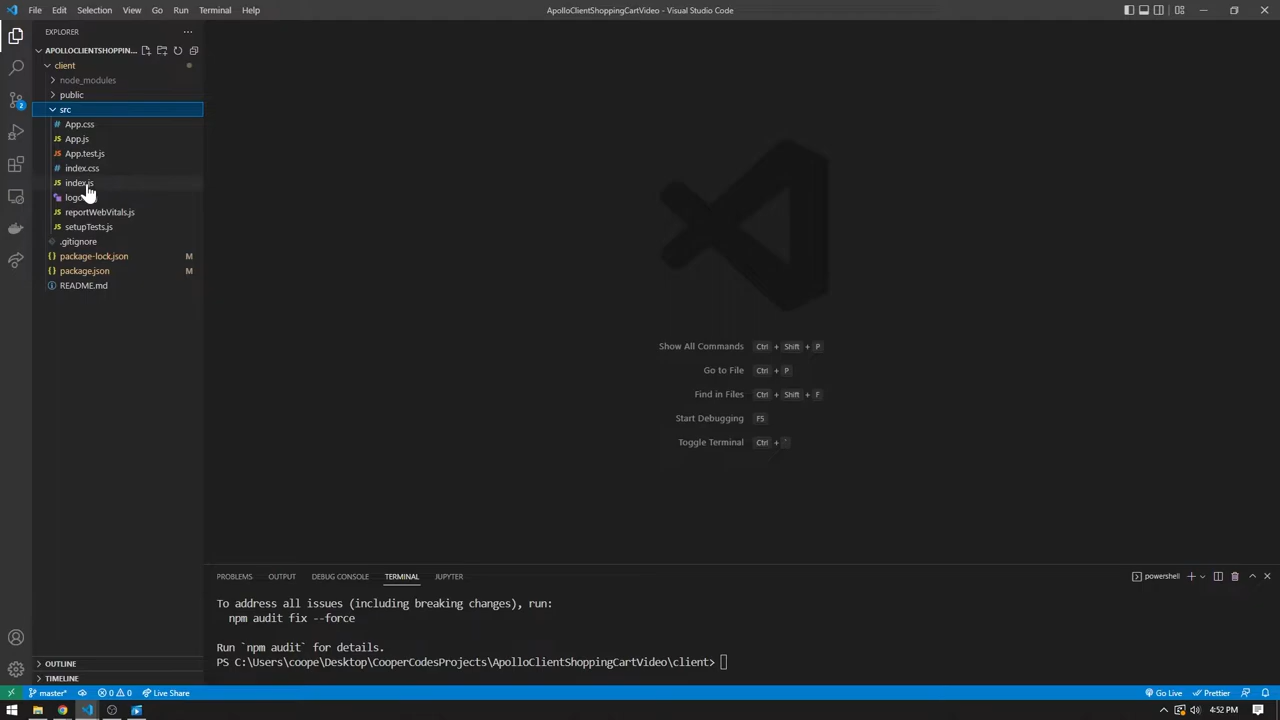 File Edit Selection View Go Run Terminal Help
ApolloClientShoppingCartVideo - Visual Studio Code
EXPLORER
APOLLOCLIENTSHOPPIN...
client
node_modules
public
src
App.css
App.js
App.test.js
index.css
index.js
reportWebVitals.js
setupTests.js
.gitignore
package-lock.json M
package.json M
README.md
2
Show All Commands Ctrl + Shift + P
Go to File Ctrl + P
Find in Files Ctrl + Shift + F
Start Debugging F5
Toggle Terminal Ctrl + `
PROBLEMS OUTPUT DEBUG CONSOLE TERMINAL JUPYTER
powershell
To address all issues (including breaking changes), run:
npm audit fix --force
Run `npm audit` for details.
PS C:\Users\coope\Desktop\CooperCodesProjects\ApolloClientShoppingCartVideo\client>
OUTLINE
TIMELINE
master* 0 0 Live Share
Go Live Prettier
4:52 PM